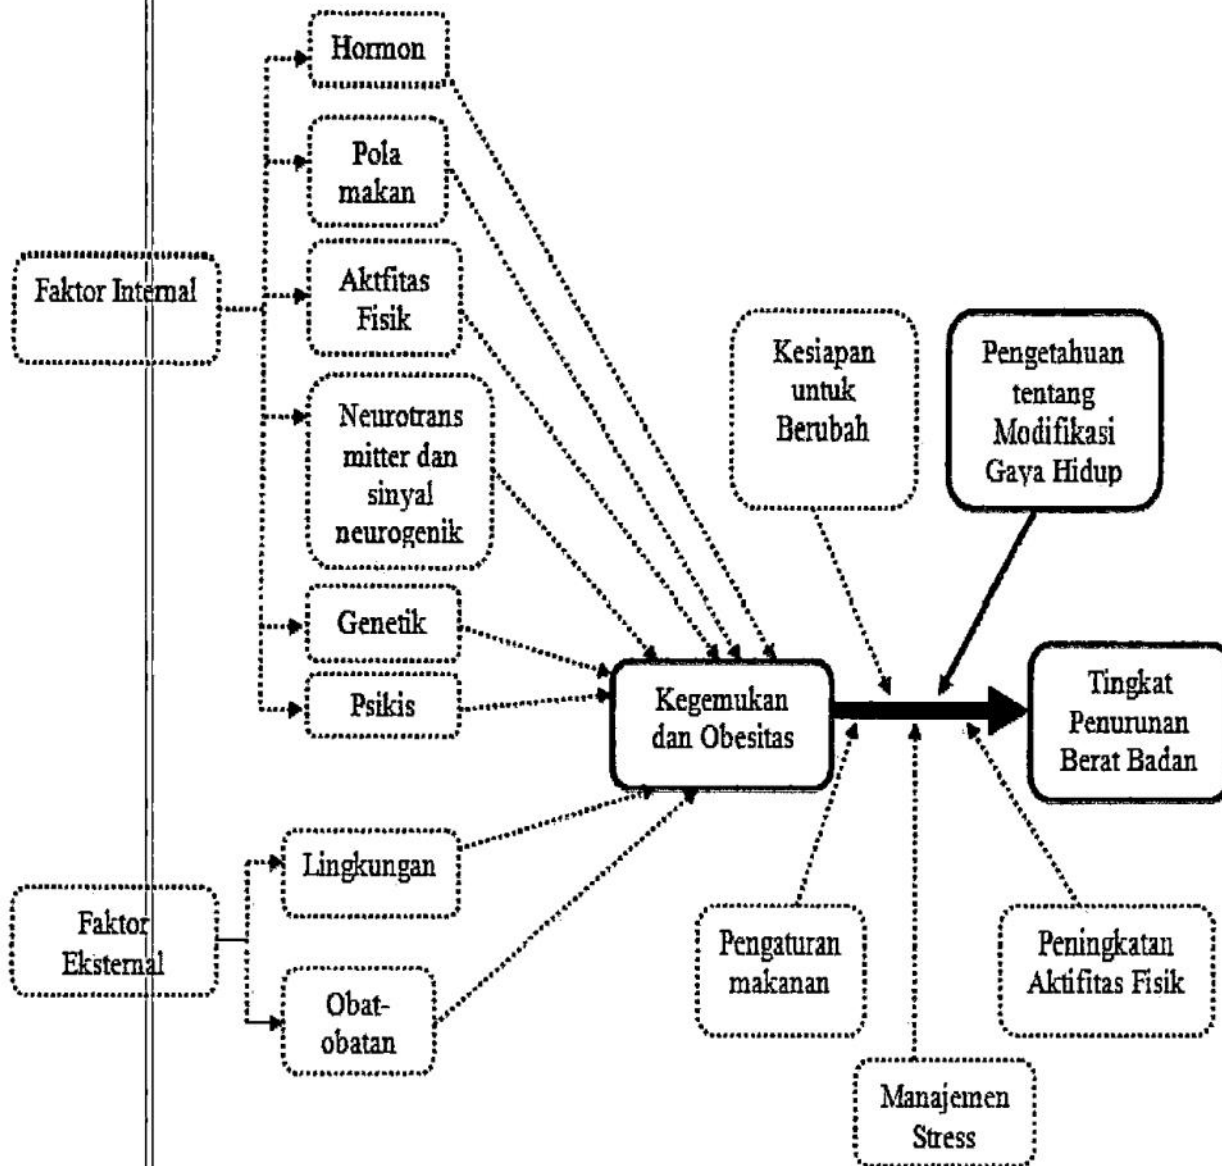 Hormon
Pola
makan
Faktor Internal
Aktfitas
Fisik
Neurotrans
mitter dan
sinyal
neurogenik
Genetik
Psikis
Kesiapan
untuk
Berubah
Pengetahuan
tentang
Modifikasi
Gaya Hidup
Kegemukan
dan Obesitas
Tingkat
Penurunan
Berat Badan
Faktor
Eksternal
Lingkungan
Obat-
obatan
Pengaturan
makanan
Peningkatan
Aktifitas Fisik
Manajemen
Stress